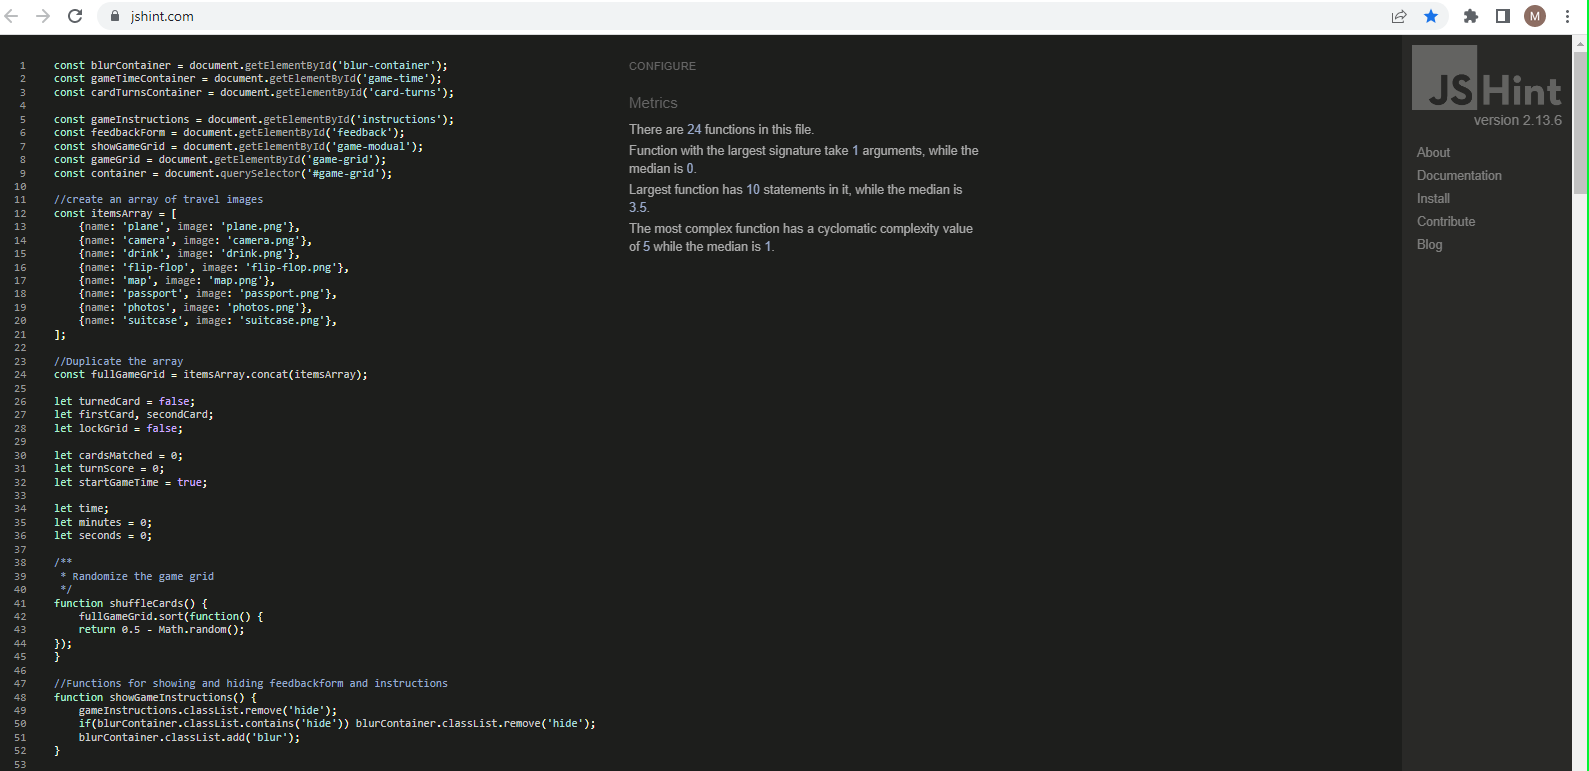 jshint.com
M
1 const blurContainer = document.getElementById('blur-container');
2 const gameTimeContainer = document.getElementById('game-time');
3 const cardTurnsContainer = document.getElementById('card-turns');
4
5 const gameInstructions = document.getElementById('instructions');
6 const feedbackForm = document.getElementById('feedback');
7 const showGameGrid = document.getElementById('game-modual');
8 const gameGrid = document.getElementById('game-grid');
9 const container = document.querySelector('#game-grid');
10
11 //create an array of travel images
12 const itemsArray = [
13 {name: 'plane', image: 'plane.png'},
14 {name: 'camera', image: 'camera.png'},
15 {name: 'drink', image: 'drink.png'},
16 {name: 'flip-flop', image: 'flip-flop.png'},
17 {name: 'map', image: 'map.png'},
18 {name: 'passport', image: 'passport.png'},
19 {name: 'photos', image: 'photos.png'},
20 {name: 'suitcase', image: 'suitcase.png'},
21 ];
22
23 //Duplicate the array
24 const fullGameGrid = itemsArray.concat(itemsArray);
25
26 let turnedCard = false;
27 let firstCard, secondCard;
28 let lockGrid = false;
29
30 let cardsMatched = 0;
31 let turnScore = 0;
32 let startGameTime = true;
33
34 let time;
35 let minutes = 0;
36 let seconds = 0;
37
38 /**
39 * Randomize the game grid
40 */
41 function shuffleCards() {
42 fullGameGrid.sort(function() {
43 return 0.5 - Math.random();
44 });
45 }
46
47 //Functions for showing and hiding feedbackform and instructions
48 function showGameInstructions() {
49 gameInstructions.classList.remove('hide');
50 if(blurContainer.classList.contains('hide')) blurContainer.classList.remove('hide');
51 blurContainer.classList.add('blur');
52 }
53
CONFIGURE
Metrics
There are 24 functions in this file.
Function with the largest signature take 1 arguments, while the
median is 0.
Largest function has 10 statements in it, while the median is
3.5.
The most complex function has a cyclomatic complexity value
of 5 while the median is 1.
JSHint
version 2.13.6
About
Documentation
Install
Contribute
Blog